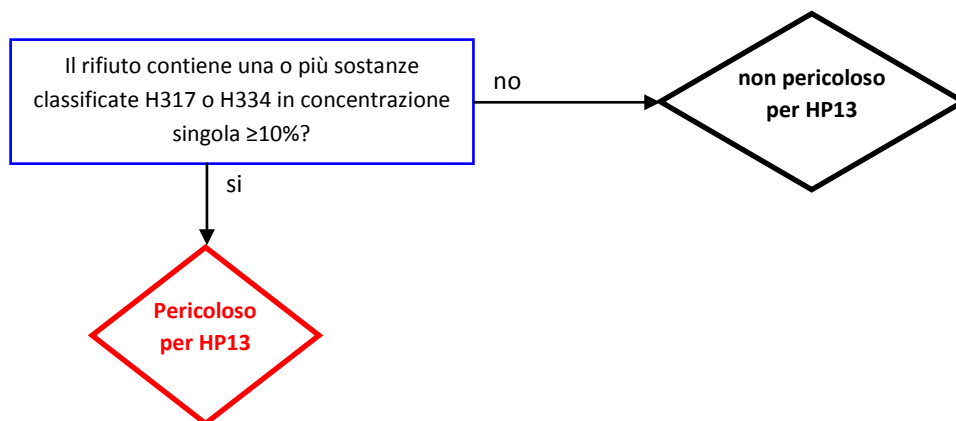 Il rifiuto contiene una o più sostanze
classificate H317 o H334 in concentrazione
singola ≥10%?
no
non pericoloso
per HP13
si
Pericoloso
per HP13